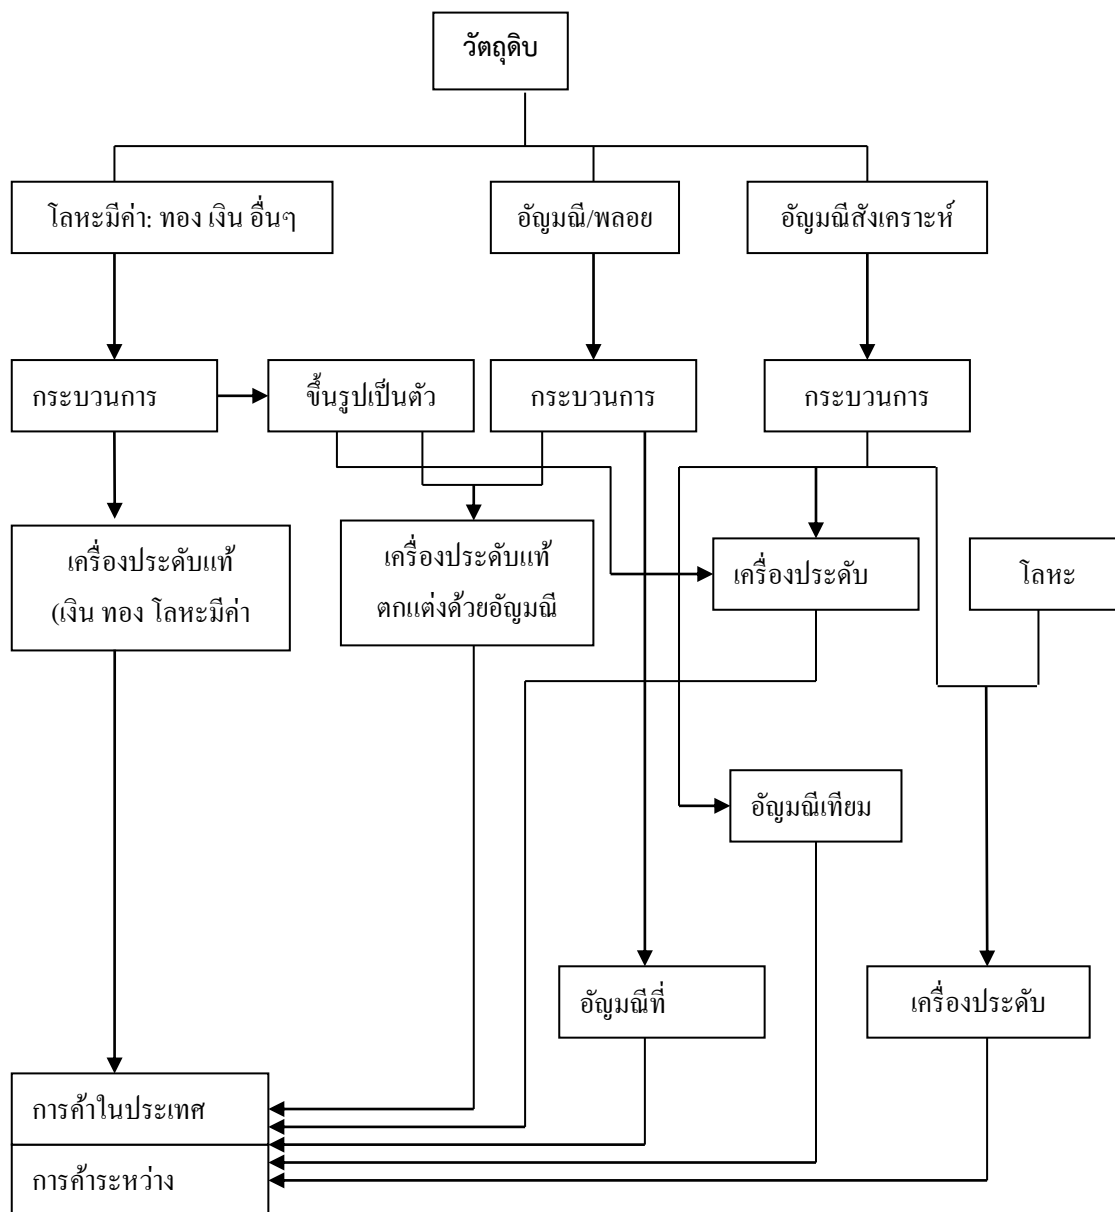 วัตถุดิบ
โลหะมีค่า: ทอง เงิน อื่นๆ
อัญมณี/พลอย
อัญมณีสังเคราะห์
กระบวนการ
ขึ้นรูปเป็นตัว
กระบวนการ
กระบวนการ
เครื่องประดับแท้
(เงิน ทอง โลหะมีค่า
เครื่องประดับแท้
ตกแต่งด้วยอัญมณี
เครื่องประดับ
โลหะ
อัญมณีเทียม
อัญมณีที่
เครื่องประดับ
การค้าในประเทศ
การค้าระหว่าง